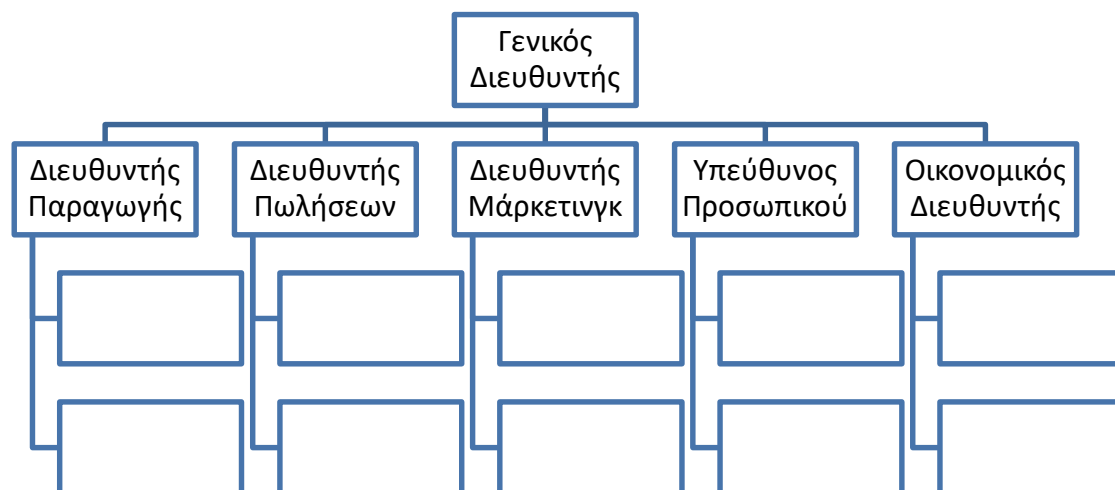 Γενικός
Διευθυντής
Διευθυντής
Παραγωγής
Διευθυντής
Πωλήσεων
Διευθυντής
Μάρκετινγκ
Υπεύθυνος
Προσωπικού
Οικονομικός
Διευθυντής